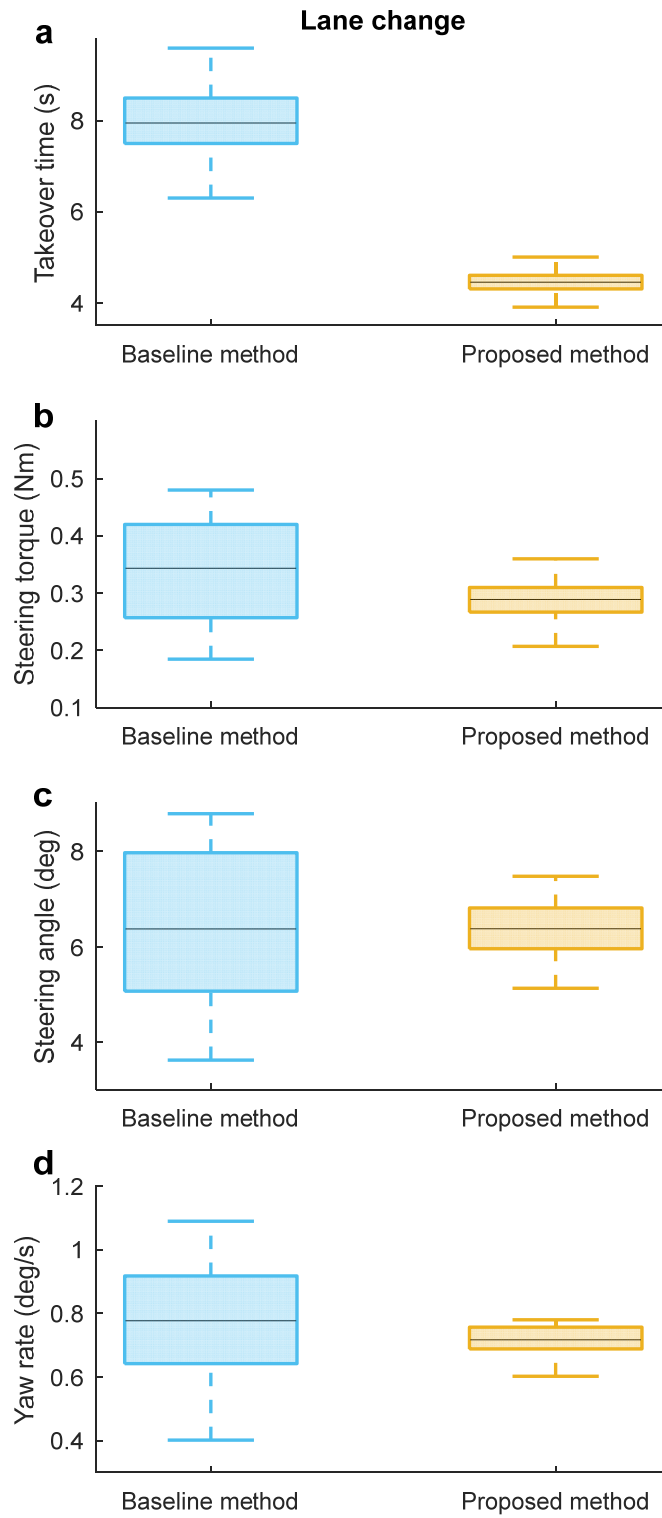 Lane change
a
Takeover time (s)
8
6
4
Baseline method
Proposed method
b
Steering torque (Nm)
0.5
0.4
0.3
0.2
0.1
Baseline method
Proposed method
c
Steering angle (deg)
8
6
4
Baseline method
Proposed method
d
Yaw rate (deg/s)
1.2
1
0.8
0.6
0.4
Baseline method
Proposed method